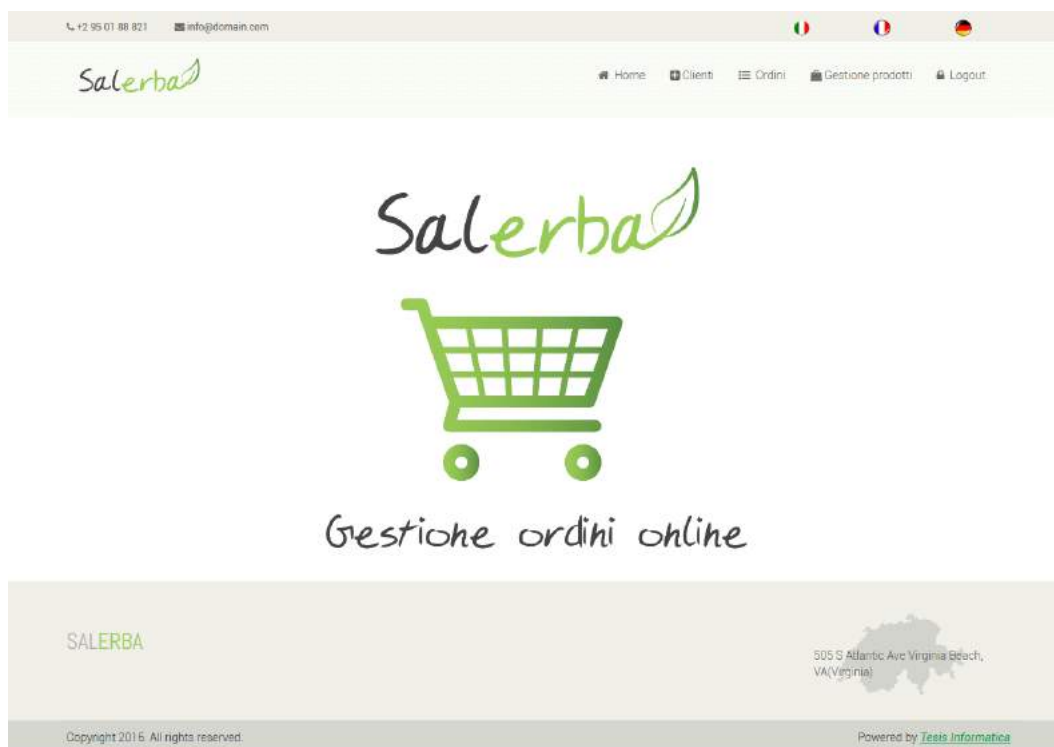 +2 95 01 88 821 info@domain.com
Salerba
Home Clienti Ordini Gestione prodotti Logout
Salerba
Gestione ordini online
SALERBA
505 S Atlantic Ave Virginia Beach,
VA(Virginia)
Copyright 2016. All rights reserved.
Powered by Tesis Informatica